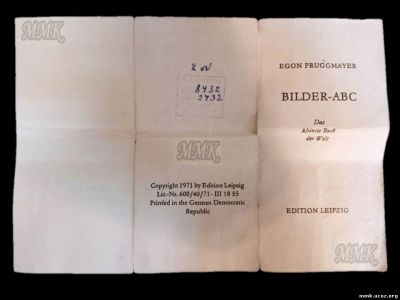 MMK
8432
2432
MMK
Copyright 1971 by Edition Leipzig
Liz.-Nr. 600/40/71 - III 18 55
Printed in the German Democratic
Republic
EGON PRUGGMAYER
BILDER-ABC
Das
kleinste Buch
der Welt
MMK
EDITION LEIPZIG
MMK
mmk.ucoz.org